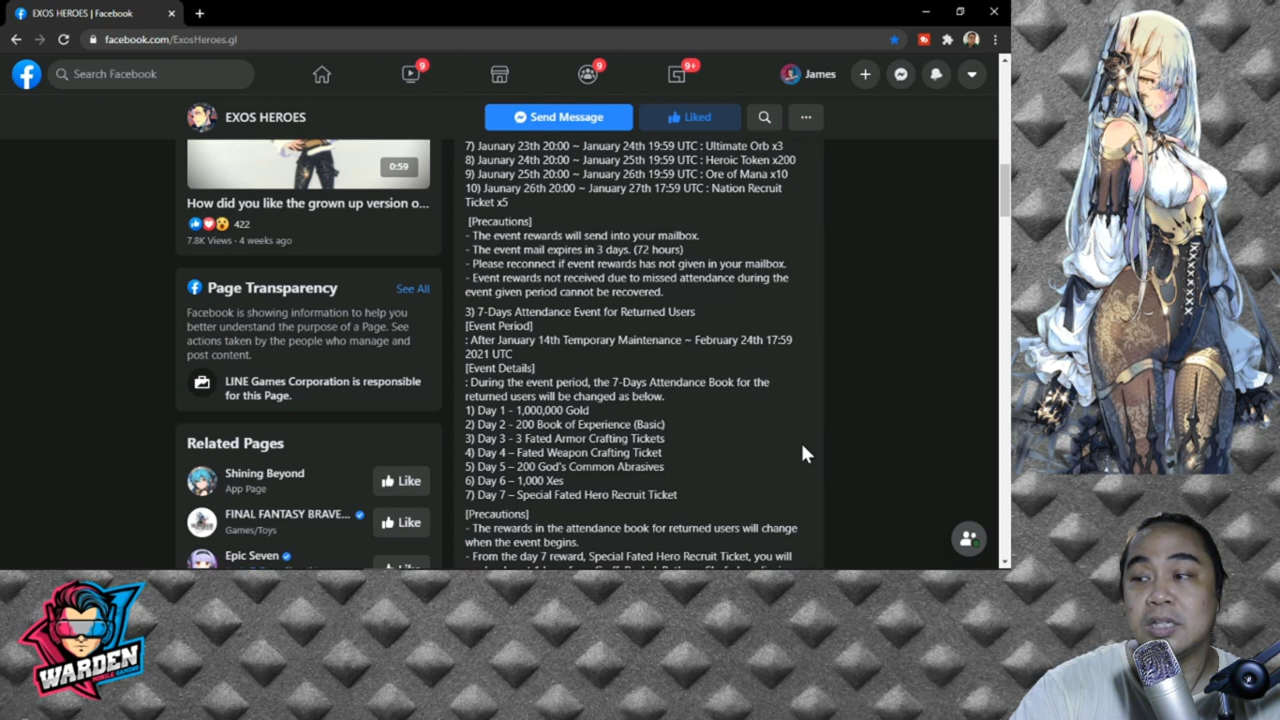 EXOS HEROES | Facebook
facebook.com/ExosHeroes.gl
Search Facebook
9
9
9+
James
EXOS HEROES
Send Message
Liked
0:59
How did you like the grown up version o...
422
7.8K Views · 4 weeks ago
Page Transparency
See All
Facebook is showing information to help you
better understand the purpose of a Page. See
actions taken by the people who manage and
post content.
LINE Games Corporation is responsible
for this Page.
Related Pages
Shining Beyond
App Page
Like
FINAL FANTASY BRAVE...
Games/Toys
Like
Epic Seven
7) Jaunary 23th 20:00 ~ January 24th 19:59 UTC : Ultimate Orb x3
8) Jaunary 24th 20:00 ~ January 25th 19:59 UTC : Heroic Token x200
9) Jaunary 25th 20:00 ~ January 26th 19:59 UTC : Ore of Mana x10
10) Jaunary 26th 20:00 ~ January 27th 17:59 UTC : Nation Recruit
Ticket x5
[Precautions]
- The event rewards will send into your mailbox.
- The event mail expires in 3 days. (72 hours)
- Please reconnect if event rewards has not given in your mailbox.
- Event rewards not received due to missed attendance during the
event given period cannot be recovered.
3) 7-Days Attendance Event for Returned Users
[Event Period]
: After January 14th Temporary Maintenance ~ February 24th 17:59
2021 UTC
[Event Details]
: During the event period, the 7-Days Attendance Book for the
returned users will be changed as below.
1) Day 1 - 1,000,000 Gold
2) Day 2 - 200 Book of Experience (Basic)
3) Day 3 - 3 Fated Armor Crafting Tickets
4) Day 4 – Fated Weapon Crafting Ticket
5) Day 5 – 200 God's Common Abrasives
6) Day 6 – 1,000 Xes
7) Day 7 – Special Fated Hero Recruit Ticket
[Precautions]
- The rewards in the attendance book for returned users will change
when the event begins.
- From the day 7 reward, Special Fated Hero Recruit Ticket, you will
WARDEN
MOBILE GAMING